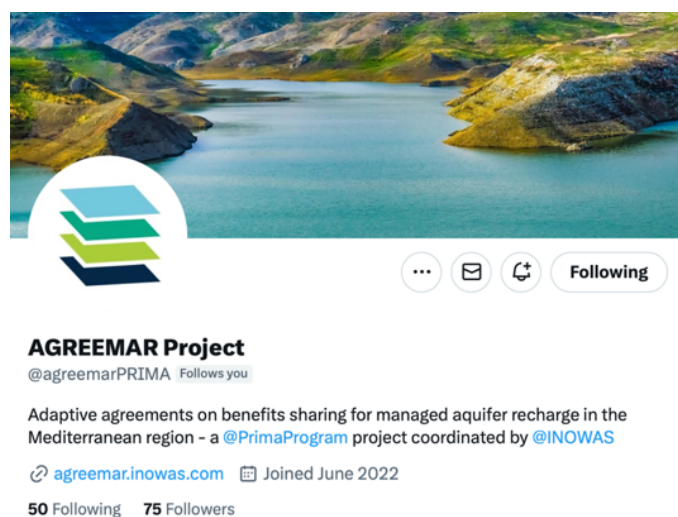 Following
AGREEMAR Project
@agreemarPRIMA Follows you
Adaptive agreements on benefits sharing for managed aquifer recharge in the
Mediterranean region - a @PrimaProgram project coordinated by @INOWAS
agreemar.inowas.com Joined June 2022
50 Following 75 Followers